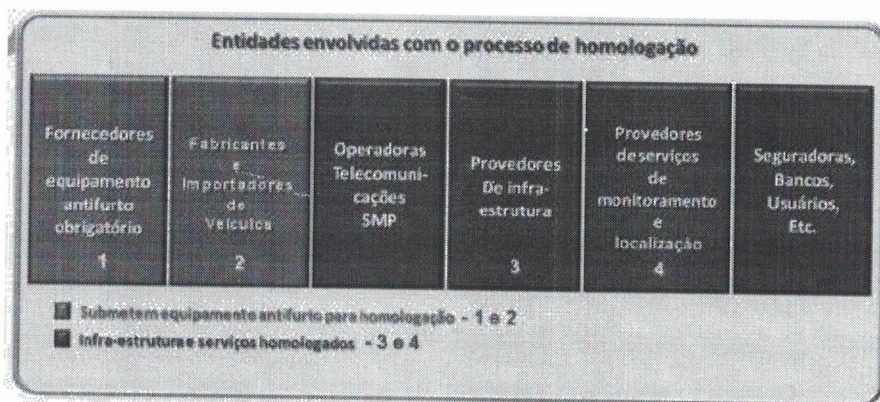 Entidades envolvidas com o processo de homologação
Fornecedores
de
equipamento
antifurto
obrigatório
1
Fabricantes
e
Importadores
de
Veículos
2
Operadoras
Telecomuni-
cações
SMP
Provedores
De infra-
estrutura
3
Provedores
de serviços
de
monitoramento
e
localização
4
Seguradoras,
Bancos,
Usuários,
Etc.
Submetem equipamento antifurto para homologação - 1 e 2
Infra-estrutura e serviços homologados - 3 e 4